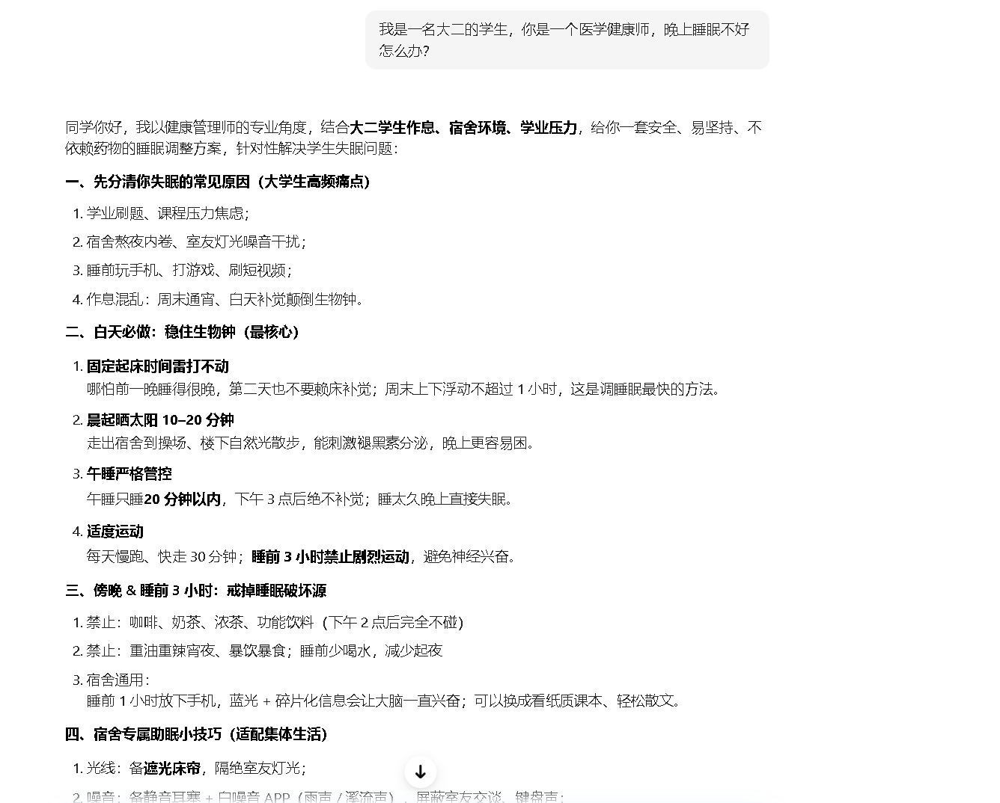 我是一名大二的学生，你是一个医学健康师，晚上睡眠不好
怎么办?
同学你好，我以健康管理师的专业角度，结合大二学生作息、宿舍环境、学业压力，给你一套安全、易坚持、不
依赖药物的睡眠调整方案，针对性解决学生失眠问题：
一、先分清你失眠的常见原因（大学生高频痛点）
1. 学业刷题、课程压力焦虑；
2. 宿舍熬夜内卷、室友灯光噪音干扰；
3. 睡前玩手机、打游戏、刷短视频；
4. 作息混乱：周末通宵、白天补觉颠倒生物钟。
二、白天必做：稳住生物钟（最核心）
1. 固定起床时间雷打不动
哪怕前一晚睡得很晚，第二天也不要赖床补觉；周末上下浮动不超过 1 小时，这是调睡眠最快的方法。
2. 晨起晒太阳 10–20 分钟
走出宿舍到操场、楼下自然光散步，能刺激褪黑素分泌，晚上更容易困。
3. 午睡严格管控
午睡只睡20 分钟以内，下午 3 点后绝不补觉；睡太久晚上直接失眠。
4. 适度运动
每天慢跑、快走 30 分钟；睡前 3 小时禁止剧烈运动，避免神经兴奋。
三、傍晚 & 睡前 3 小时：戒掉睡眠破坏源
1. 禁止：咖啡、奶茶、浓茶、功能饮料（下午 2 点后完全不碰）
2. 禁止：重油重辣宵夜、暴饮暴食；睡前少喝水，减少起夜
3. 宿舍通用：
睡前 1 小时放下手机，蓝光 + 碎片化信息会让大脑一直兴奋；可以换成看纸质课本、轻松散文。
四、宿舍专属助眠小技巧（适配集体生活）
1. 光线：备遮光床帘，隔绝室友灯光；
2. 噪音：备静音耳塞 + 白噪音 APP（雨声 / 溪流声），屏蔽室友交谈、键盘声；